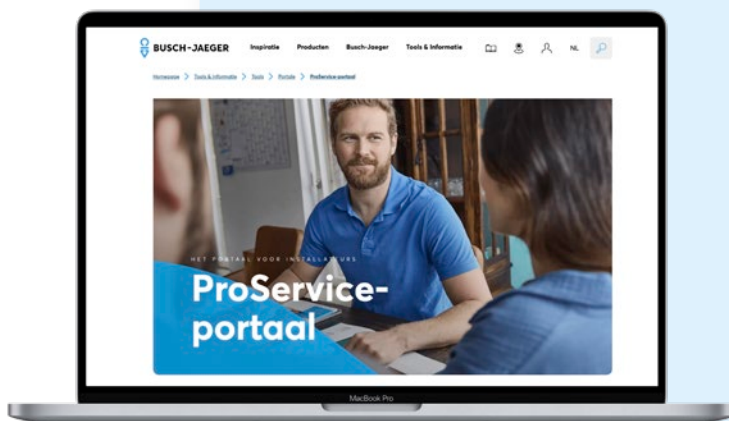 BUSCH-JAEGER Inspiratie Producten Busch-Jaeger Tools & Informatie NL
Homepage > Tools & Informatie > Tools > Portals > ProService-portaal
HET PORTAAL VOOR INSTALLATEURS
ProService-
portaal
MacBook Pro